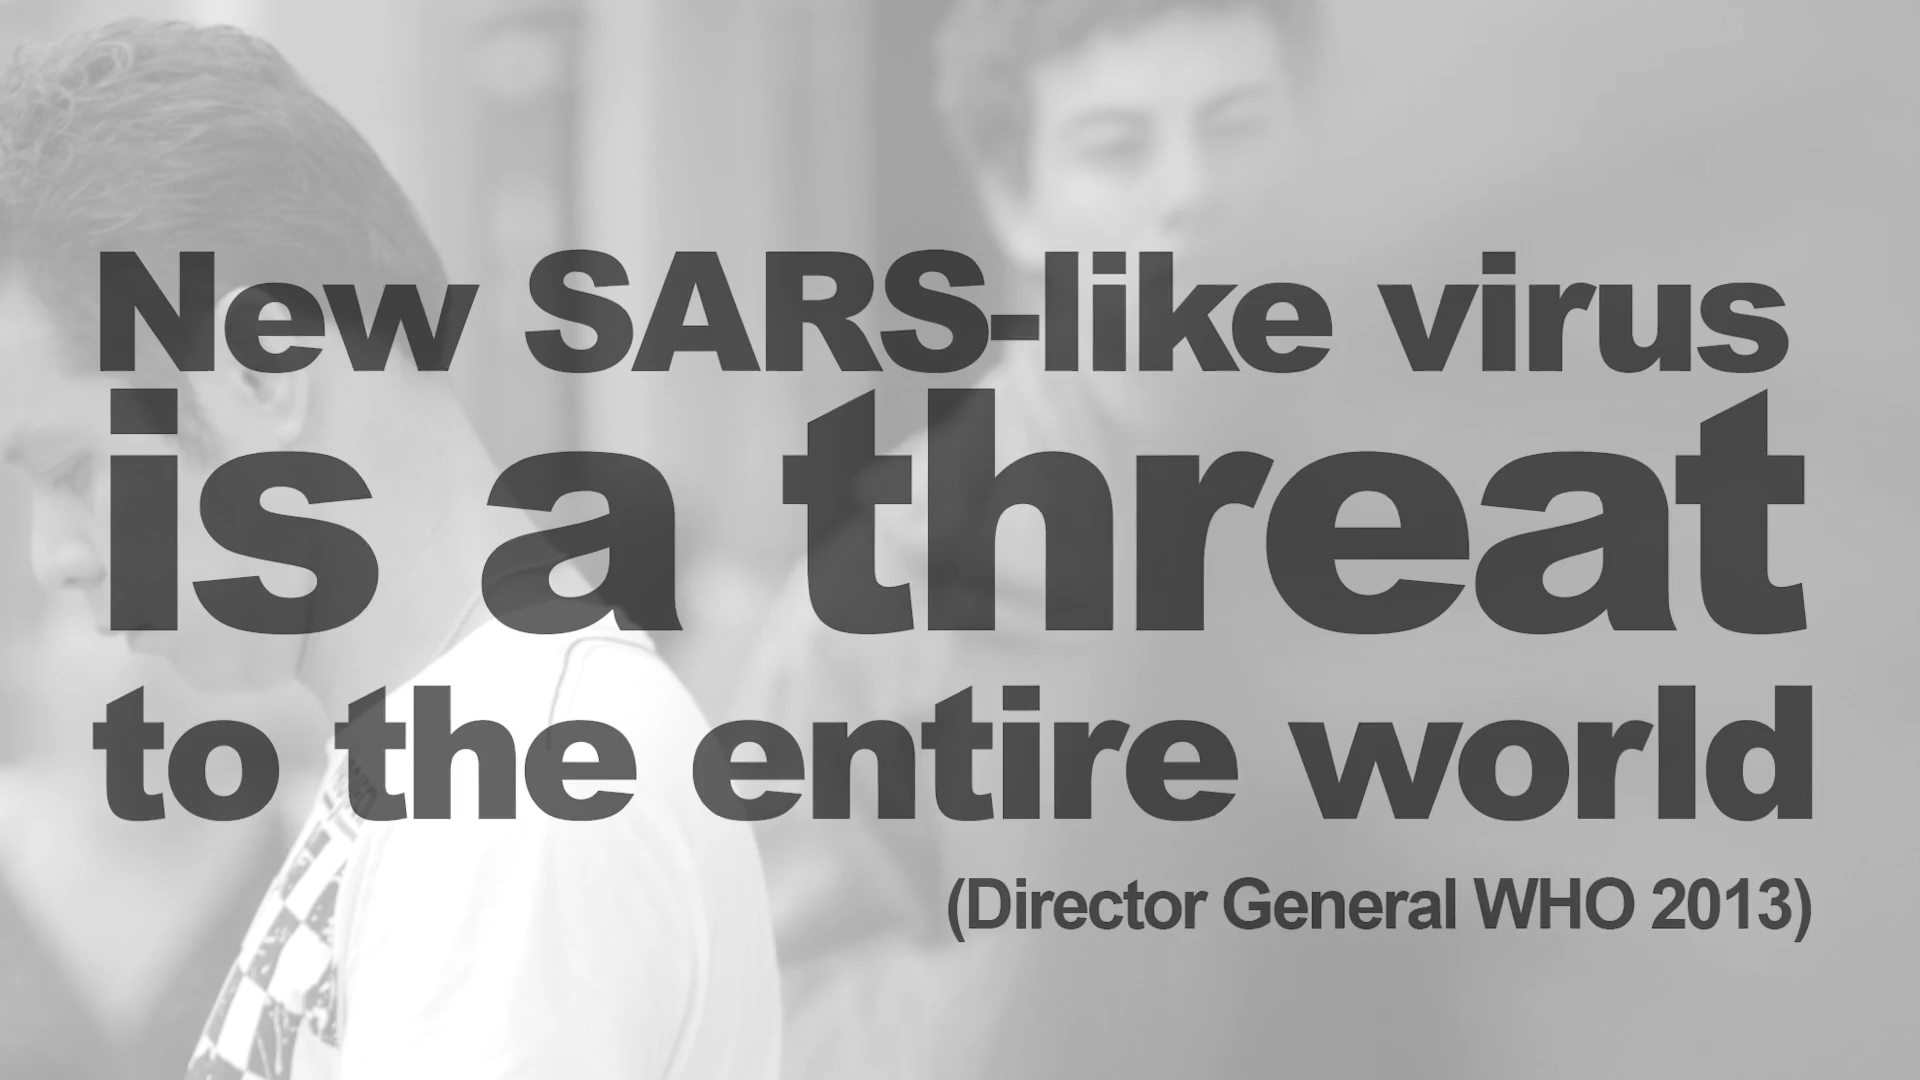 New SARS-like virus
is a threat
to the entire world
(Director General WHO 2013)